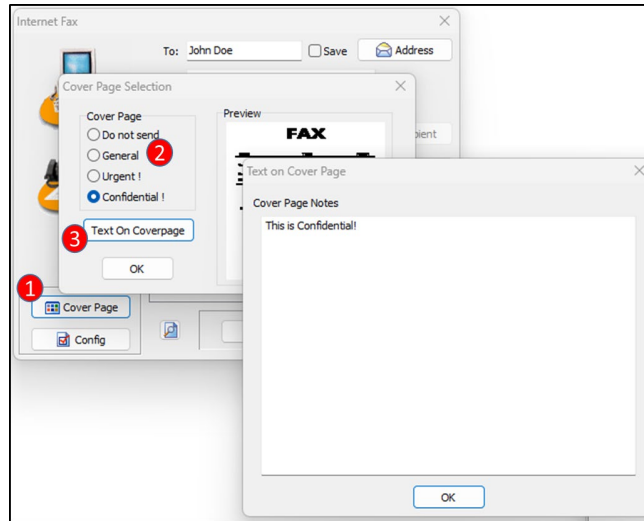 Internet Fax
To: John Doe Save Address
Cover Page Selection
Cover Page
Do not send
General
2
Urgent !
Confidential !
3
Text On Coverpage
OK
Preview
FAX
Text on Cover Page
Cover Page Notes
This is Confidential!
OK
1
Cover Page
Config